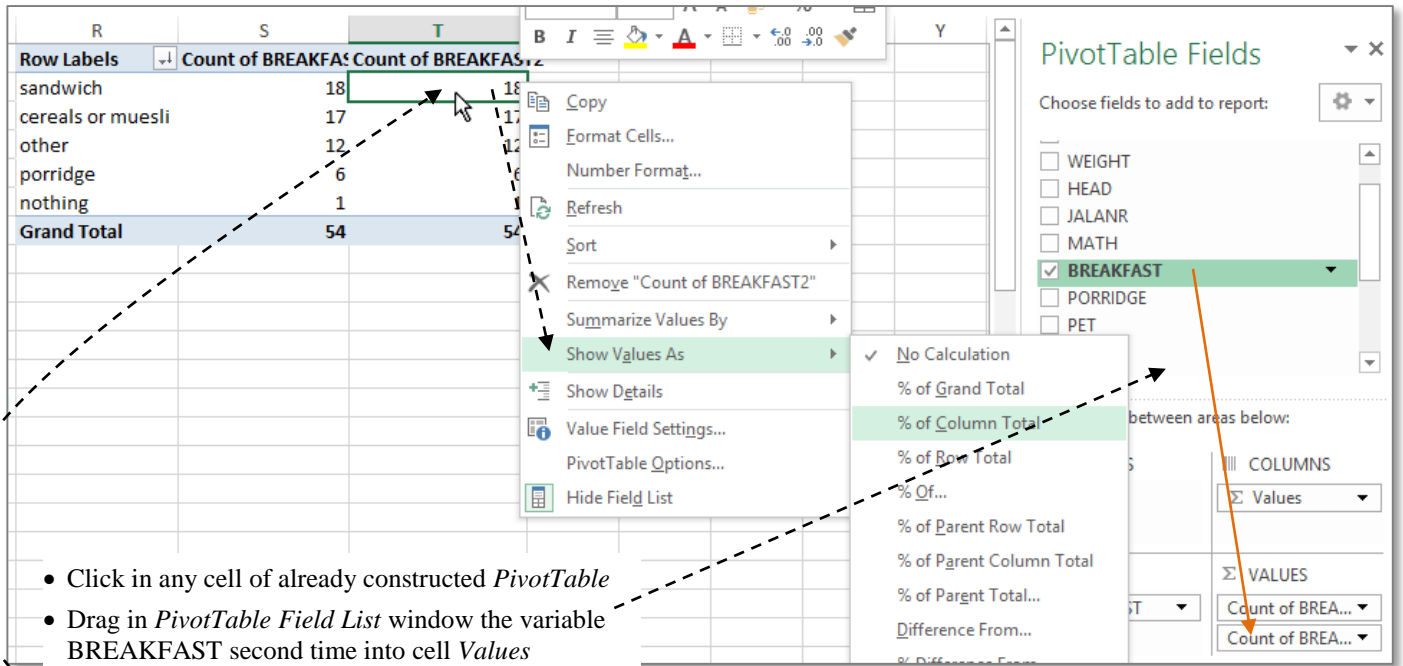 R S T Y
Row Labels Count of BREAKFAS Count of BREAKFAST2
sandwich 18 18
cereals or muesli 17 17
other 12 12
porridge 6 6
nothing 1
Grand Total 54 54
B I A
Copy
Format Cells...
Number Format...
Refresh
Sort
Remove "Count of BREAKFAST2"
Summarize Values By
Show Values As
Show Details
Value Field Settings...
PivotTable Options...
Hide Field List
No Calculation
% of Grand Total
% of Column Total
% of Row Total
% Of...
% of Parent Row Total
% of Parent Column Total
% of Parent Total...
Difference From...
% Difference From
PivotTable Fields
Choose fields to add to report:
WEIGHT
HEAD
JALANR
MATH
BREAKFAST
PORRIDGE
PET
between areas below:
COLUMNS
Σ Values
Σ VALUES
ST
Count of BREA...
Count of BREA...
• Click in any cell of already constructed PivotTable
• Drag in PivotTable Field List window the variable
BREAKFAST second time into cell Values